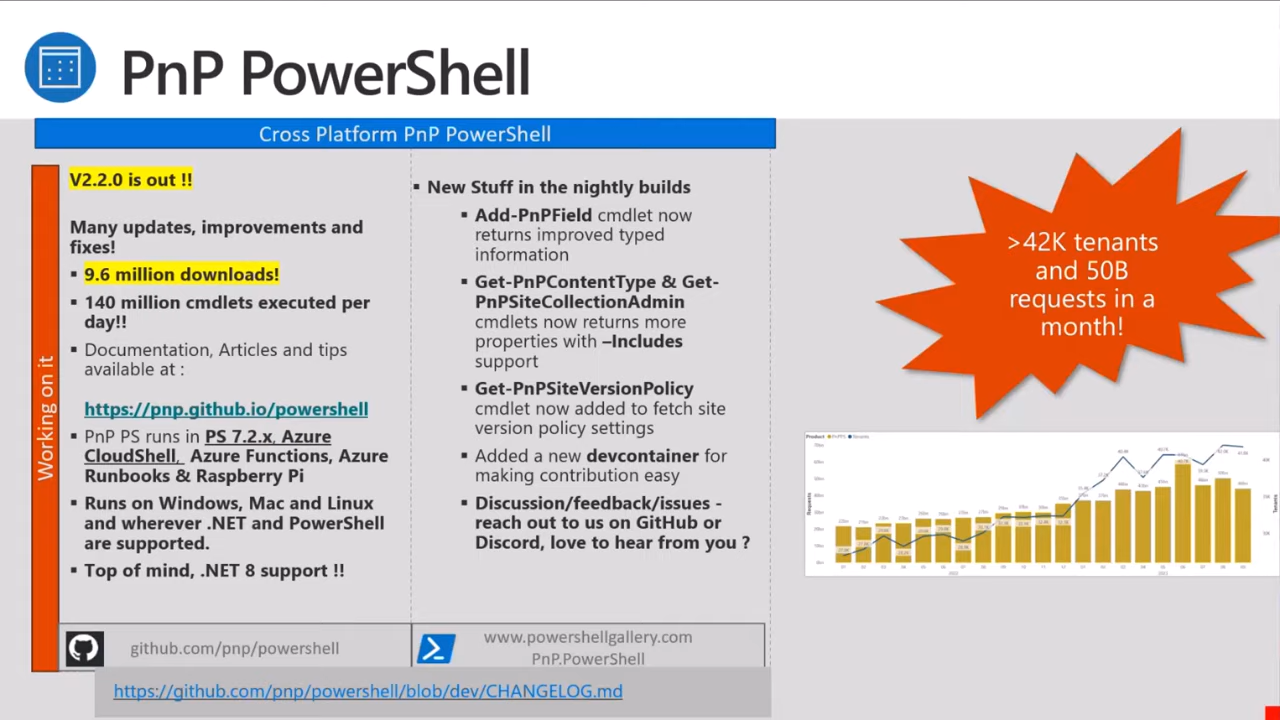 PnP PowerShell
Cross Platform PnP PowerShell
Working on it
V2.2.0 is out !!
Many updates, improvements and
fixes!
▪ 9.6 million downloads!
▪ 140 million cmdlets executed per
day!!
▪ Documentation, Articles and tips
available at :
https://pnp.github.io/powershell
▪ PnP PS runs in PS 7.2.x, Azure
CloudShell, Azure Functions, Azure
Runbooks & Raspberry Pi
▪ Runs on Windows, Mac and Linux
and wherever .NET and PowerShell
are supported.
▪ Top of mind, .NET 8 support !!
▪ New Stuff in the nightly builds
▪ Add-PnPField cmdlet now
returns improved typed
information
▪ Get-PnPContentType & Get-
PnPSiteCollectionAdmin
cmdlets now returns more
properties with –Includes
support
▪ Get-PnPSiteVersionPolicy
cmdlet now added to fetch site
version policy settings
▪ Added a new devcontainer for
making contribution easy
▪ Discussion/feedback/issues -
reach out to us on GitHub or
Discord, love to hear from you ?
github.com/pnp/powershell
www.powershellgallery.com
PnP.PowerShell
https://github.com/pnp/powershell/blob/dev/CHANGELOG.md
>42K tenants
and 50B
requests in a
month!
Product
Requests
Tenants